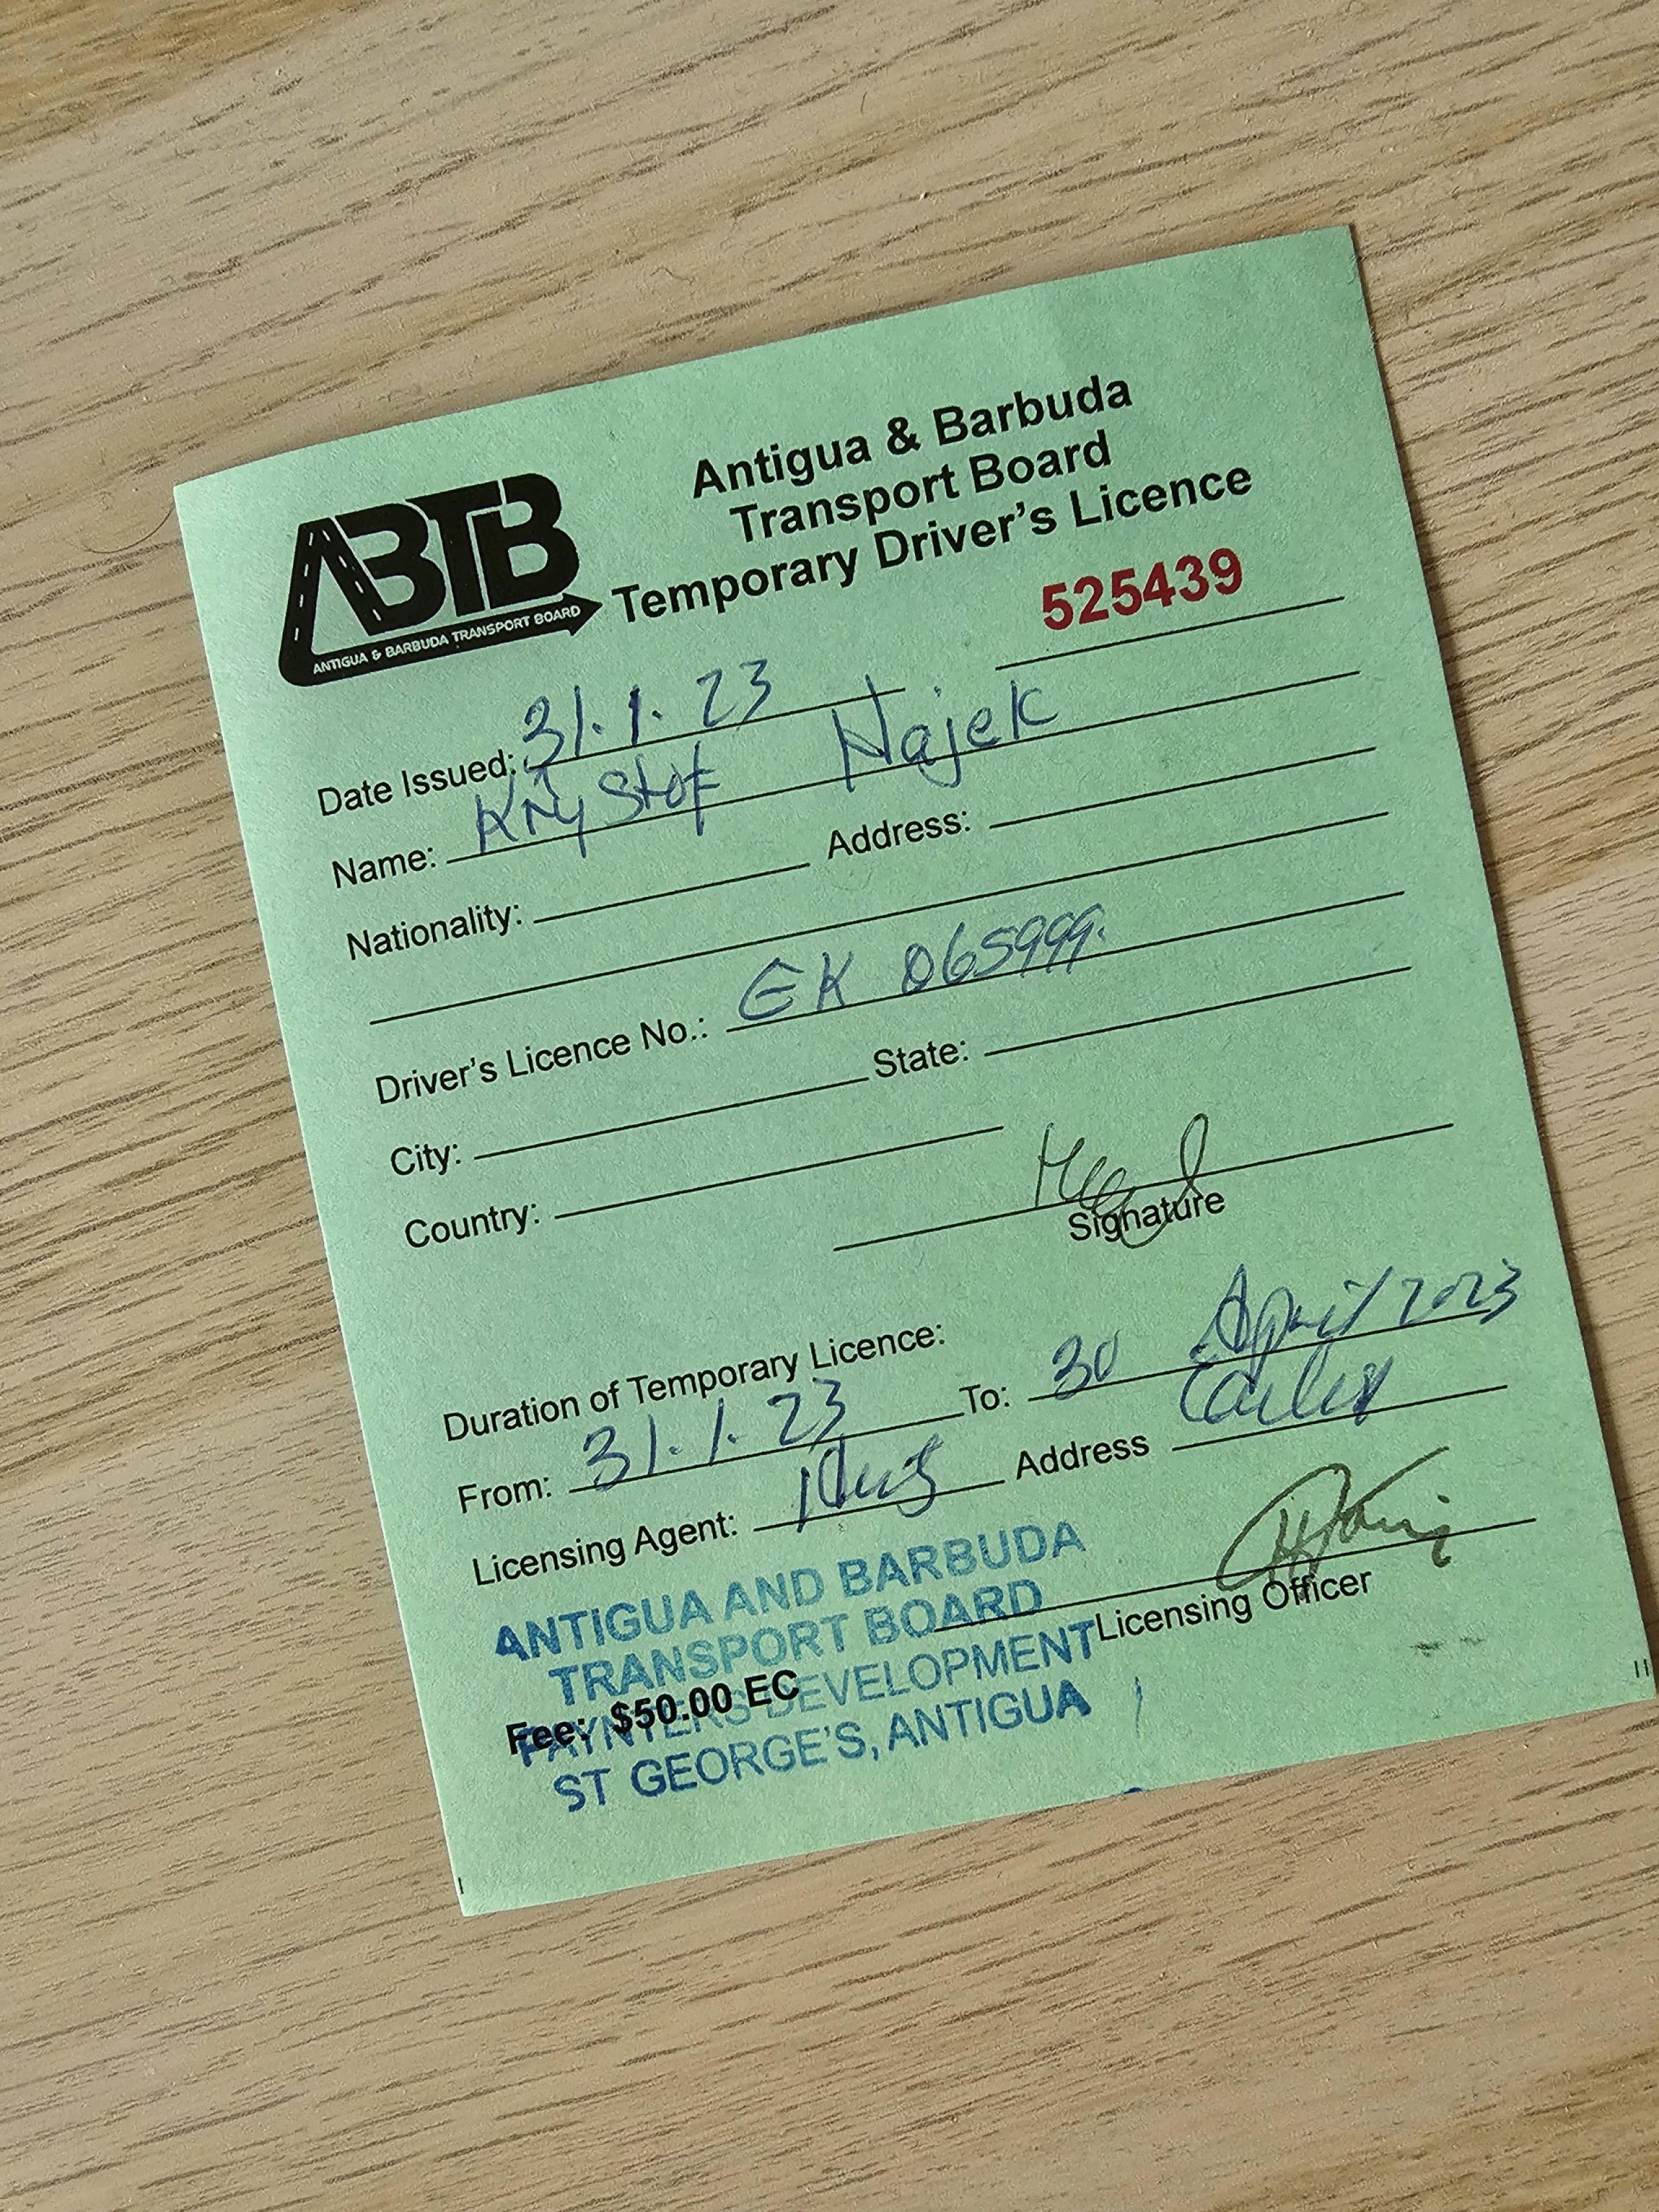 ABTB
ANTIGUA & BARBUDA TRANSPORT BOARD
Antigua & Barbuda
Transport Board
Temporary Driver's Licence
525439
Date Issued: 31.1.23
Name: Kryštof Hajek
Nationality: Address:
Driver's Licence No.: EK 065999.
City: State:
Country:
Signature
Duration of Temporary Licence:
From: 31.1.23 To: 30 April 2023
Licensing Agent: Address
Licensing Officer
ANTIGUA AND BARBUDA
TRANSPORT BOARD
PAYNTERS DEVELOPMENT
ST GEORGE'S, ANTIGUA
Fee: $50.00 EC